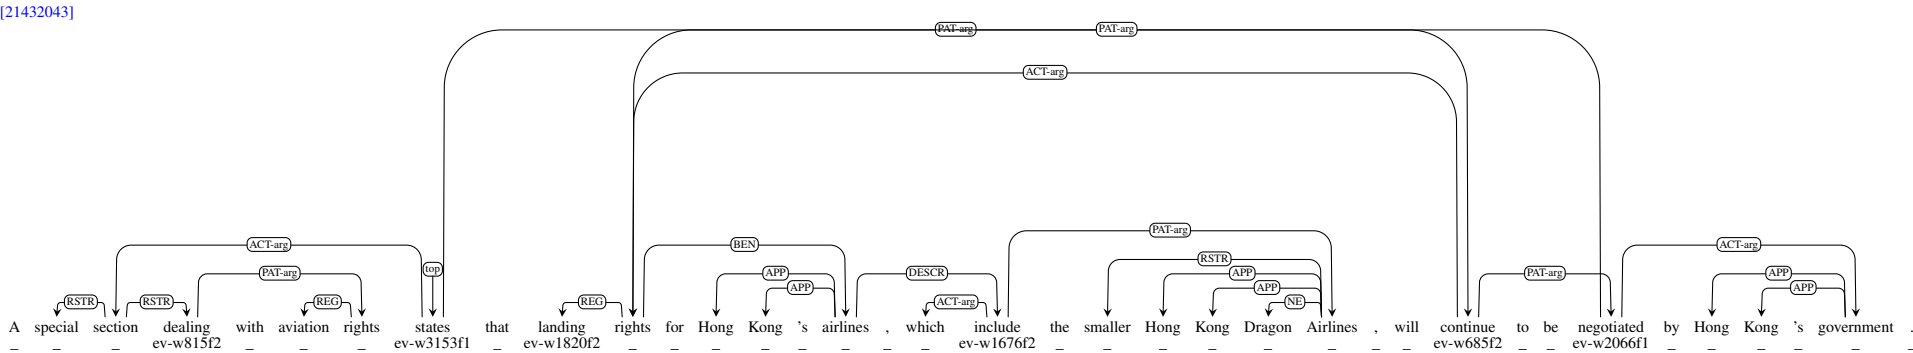 [21432043]
PAT-arg PAT-arg
ACT-arg
PAT-arg
ACT-arg BEN ACT-arg
RSTR
top
PAT-arg APP DESCR APP PAT-arg APP
APP APP APP
RSTR RSTR REG REG ACT-arg NE
A special section dealing with aviation rights states that landing rights for Hong Kong 's airlines , which include the smaller Hong Kong Dragon Airlines , will continue to be negotiated by Hong Kong 's government .
_ _ _ ev-w815f2 _ _ _ ev-w3153f1 _ ev-w1820f2 _ _ _ _ _ _ _ _ ev-w1676f2 _ _ _ _ _ _ _ _ ev-w685f2 _ _ ev-w2066f1 _ _ _ _ _ _